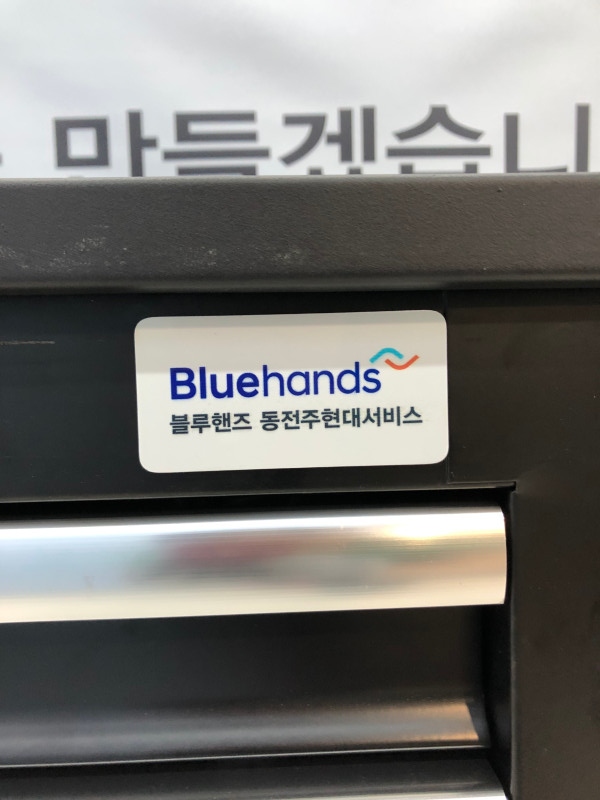 만들겠습니
Bluehands
블루핸즈 동전주현대서비스